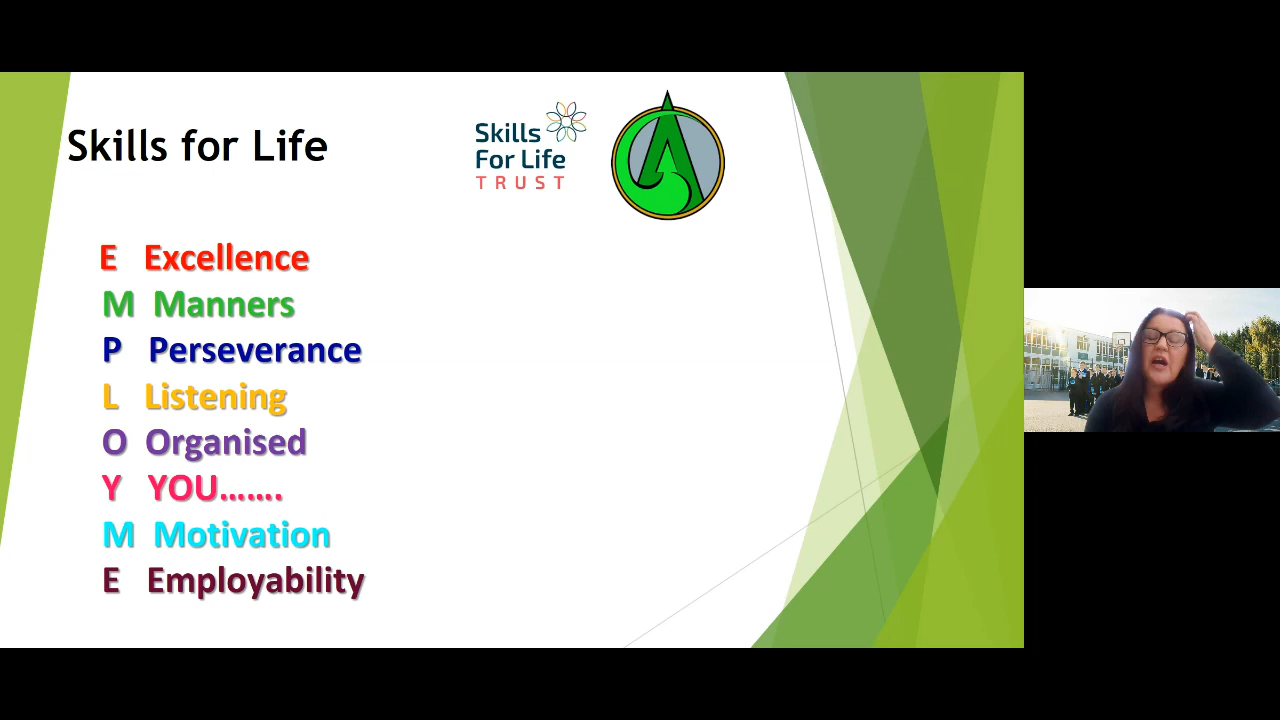 Skills for Life
Skills
For Life
TRUST
E Excellence
M Manners
P Perseverance
L Listening
O Organised
Y YOU.......
M Motivation
E Employability